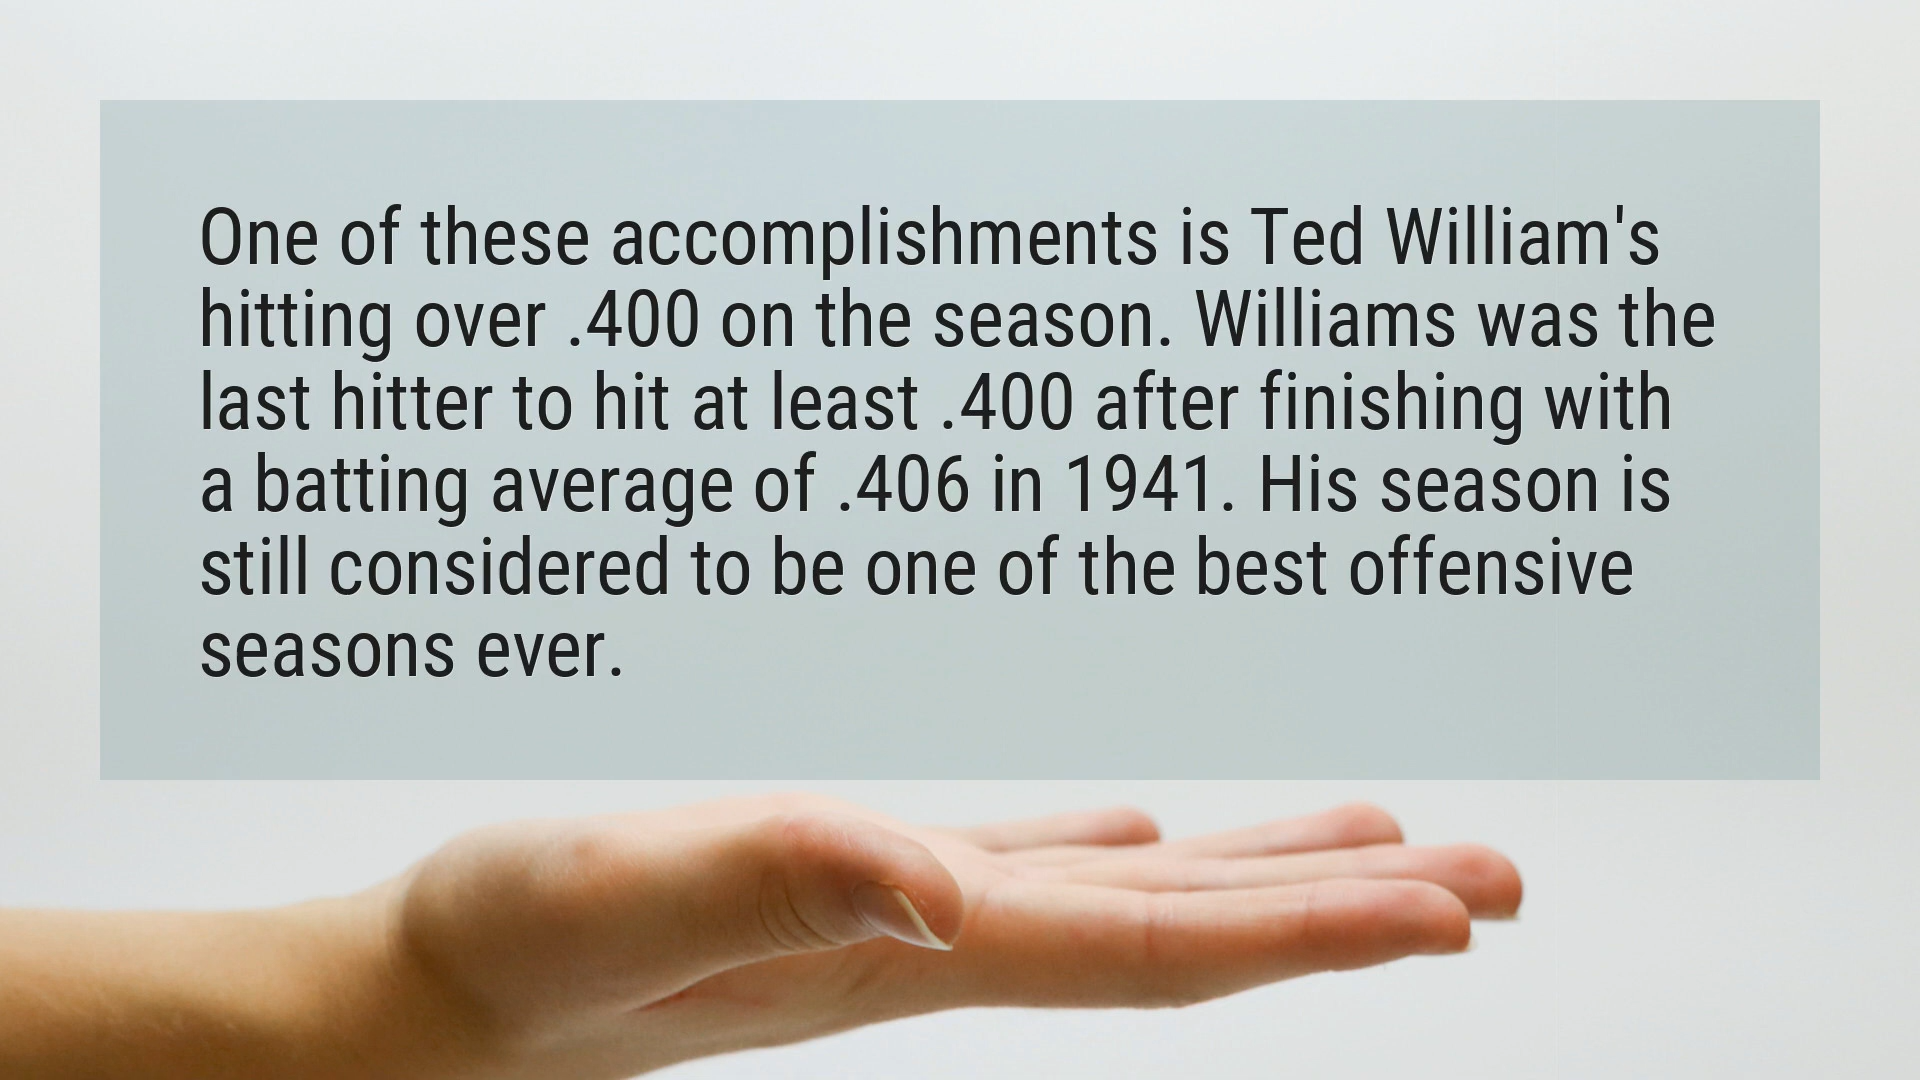 One of these accomplishments is Ted William's
hitting over .400 on the season. Williams was the
last hitter to hit at least .400 after finishing with
a batting average of .406 in 1941. His season is
still considered to be one of the best offensive
seasons ever.